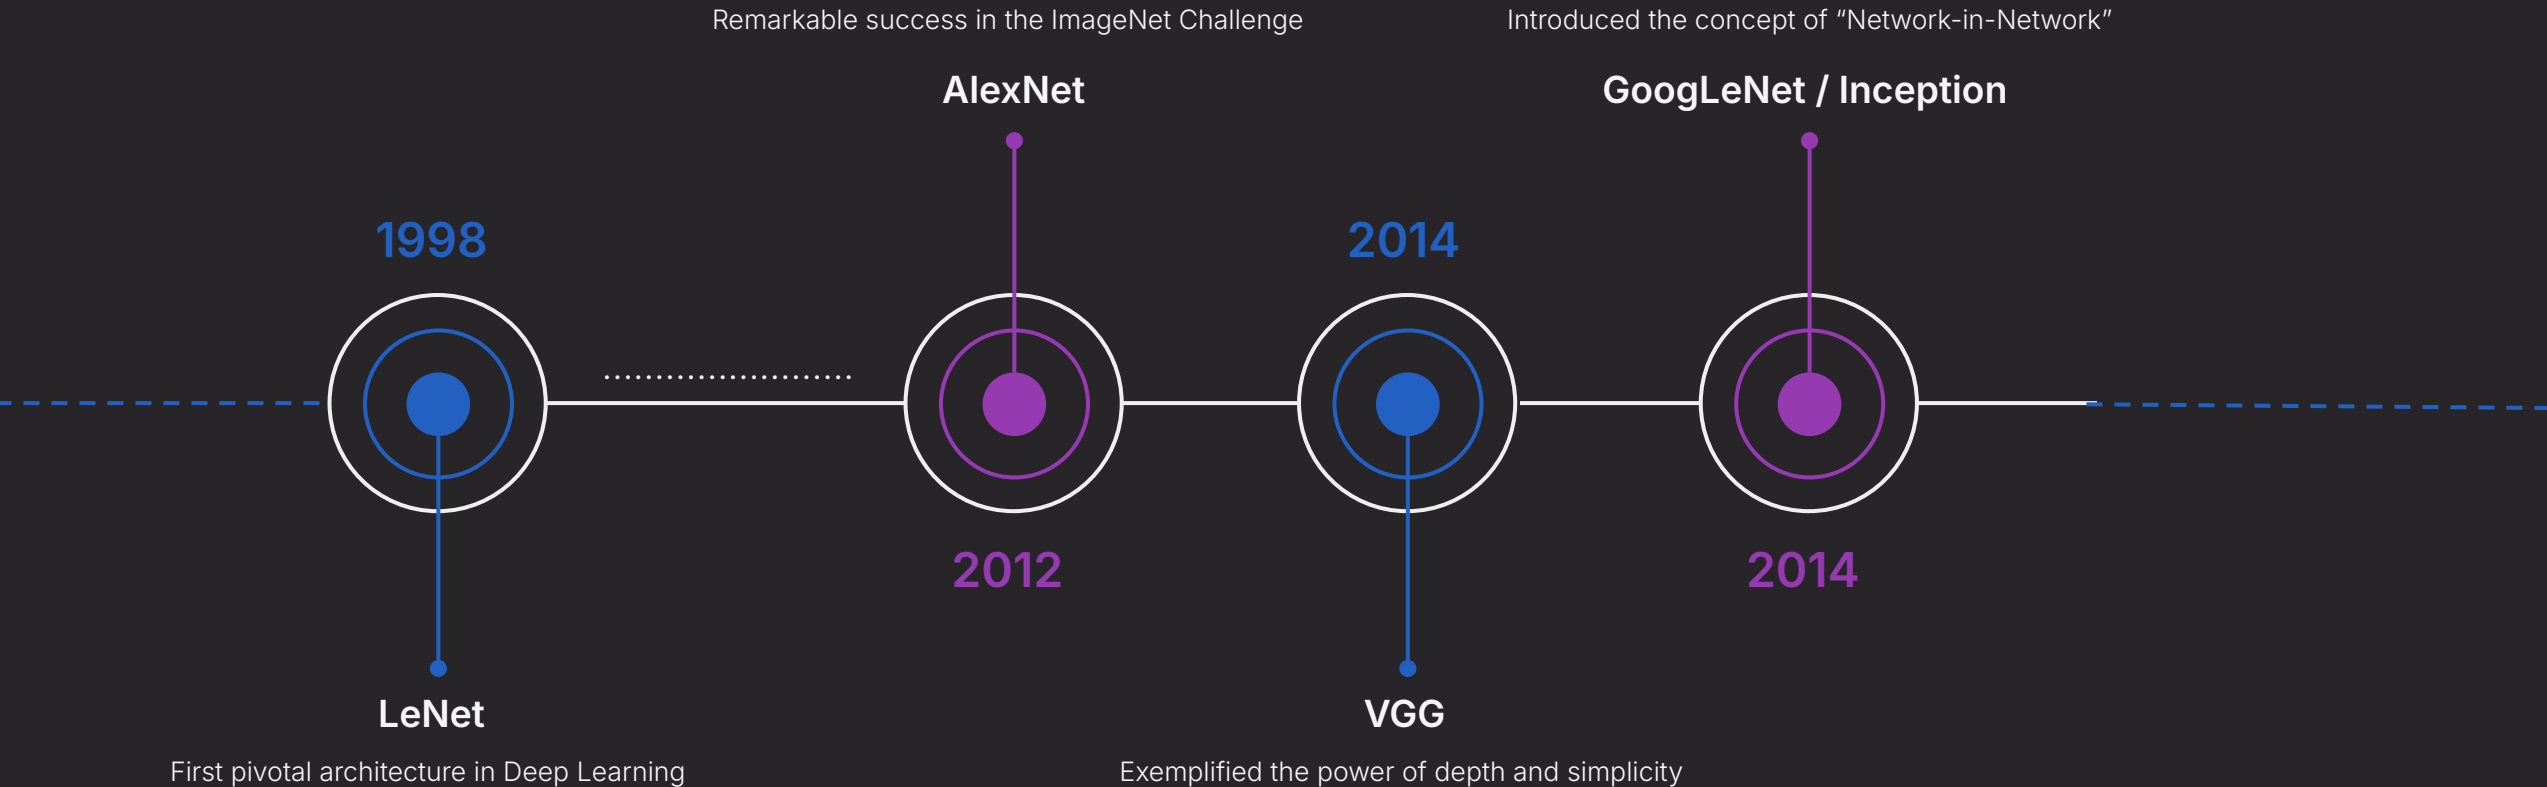 Remarkable success in the ImageNet Challenge
Introduced the concept of “Network-in-Network”
AlexNet
GoogLeNet / Inception
1998
2014
2012
2014
LeNet
VGG
First pivotal architecture in Deep Learning
Exemplified the power of depth and simplicity